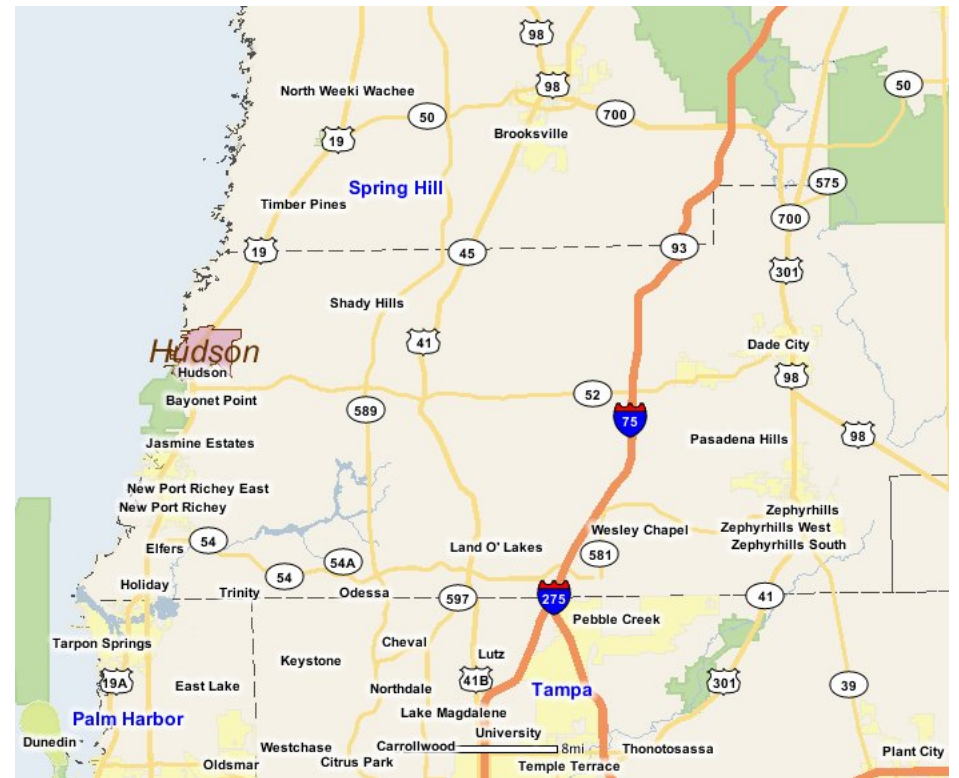 98
50
North Weeki Wachee
98
50
700
Brooksville
19
Spring Hill
575
Timber Pines
700
19
45
93
301
Shady Hills
41
Dade City
Hudson
Hudson
98
52
Bayonet Point
589
75
98
Pasadena Hills
Jasmine Estates
New Port Richey East
New Port Richey
Zephyrhills
Wesley Chapel
Zephyrhills West
Zephyrhills South
54
Elfers
Land O' Lakes
581
54A
54
Holiday
Trinity
Odessa
597
275
41
Pebble Creek
Tarpon Springs
Cheval
Lutz
Keystone
19A
East Lake
Northdale
41B
Tampa
301
39
Palm Harbor
Lake Magdalene
University
Dunedin
Westchase
Carrollwood
8mi
Thonotosassa
Plant City
Oldsmar
Citrus Park
Temple Terrace